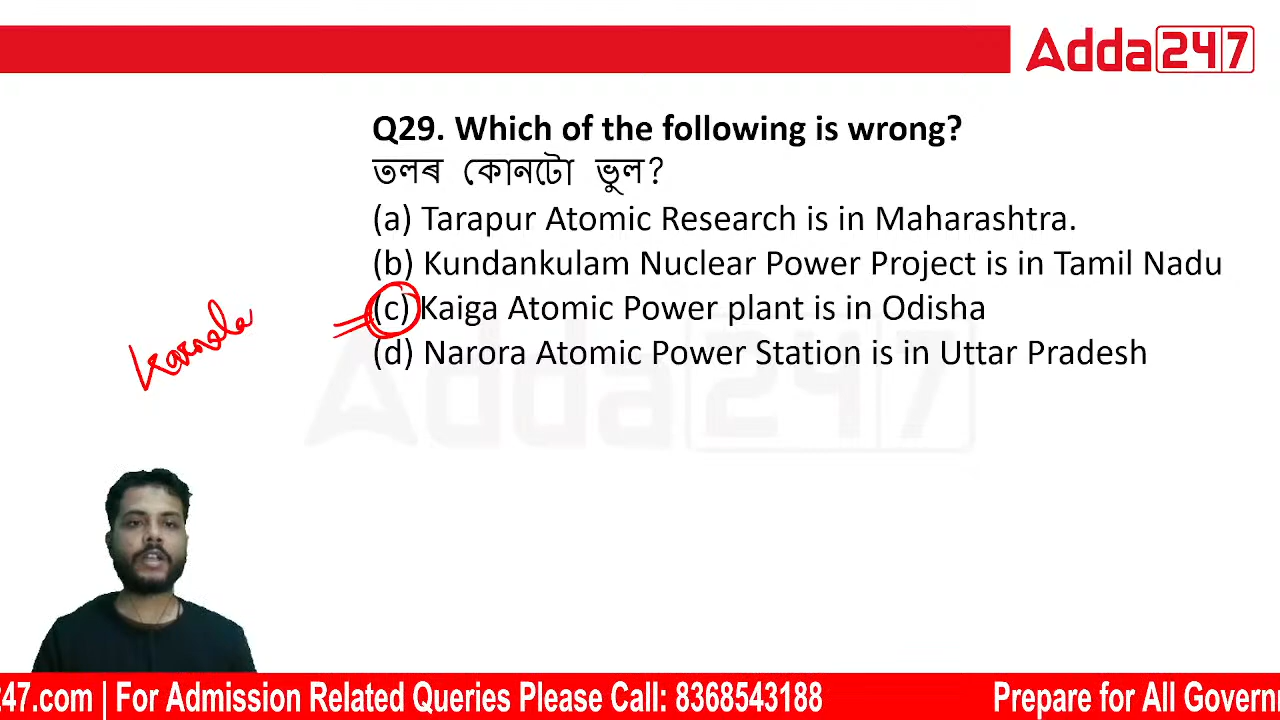 Adda247
Q29. Which of the following is wrong?
তলৰ কোনটো ভুল?
(a) Tarapur Atomic Research is in Maharashtra.
(b) Kundankulam Nuclear Power Project is in Tamil Nadu
(c) Kaiga Atomic Power plant is in Odisha
(d) Narora Atomic Power Station is in Uttar Pradesh
Adda247
247.com | For Admission Related Queries Please Call: 8368543188 Prepare for All Govern